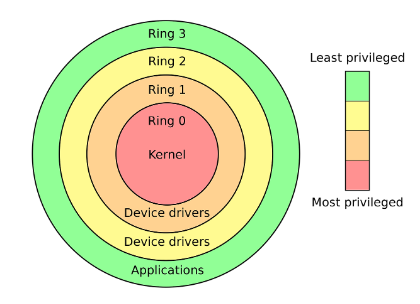 Ring 3
Ring 2
Ring 1
Ring 0
Kernel
Device drivers
Device drivers
Applications
Least privileged
Most privileged